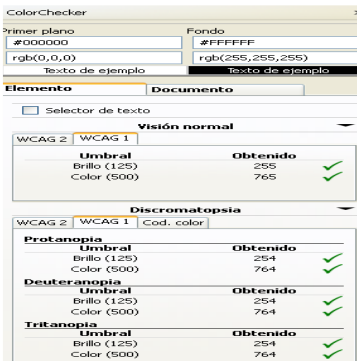 ColorChecker
Primer plano Fondo
#000000 #FFFFFF
rgb(0,0,0) rgb(255,255,255)
Texto de ejemplo Texto de ejemplo
Elemento Documento
Selector de texto
Visión normal
WCAG 2 WCAG 1
Umbral Obtenido
Brillo (125) 255
Color (500) 765
Discromatopsia
WCAG 2 WCAG 1 Cod. color
Protanopia
Umbral Obtenido
Brillo (125) 254
Color (500) 764
Deuteranopia
Umbral Obtenido
Brillo (125) 254
Color (500) 764
Tritanopia
Umbral Obtenido
Brillo (125) 254
Color (500) 764